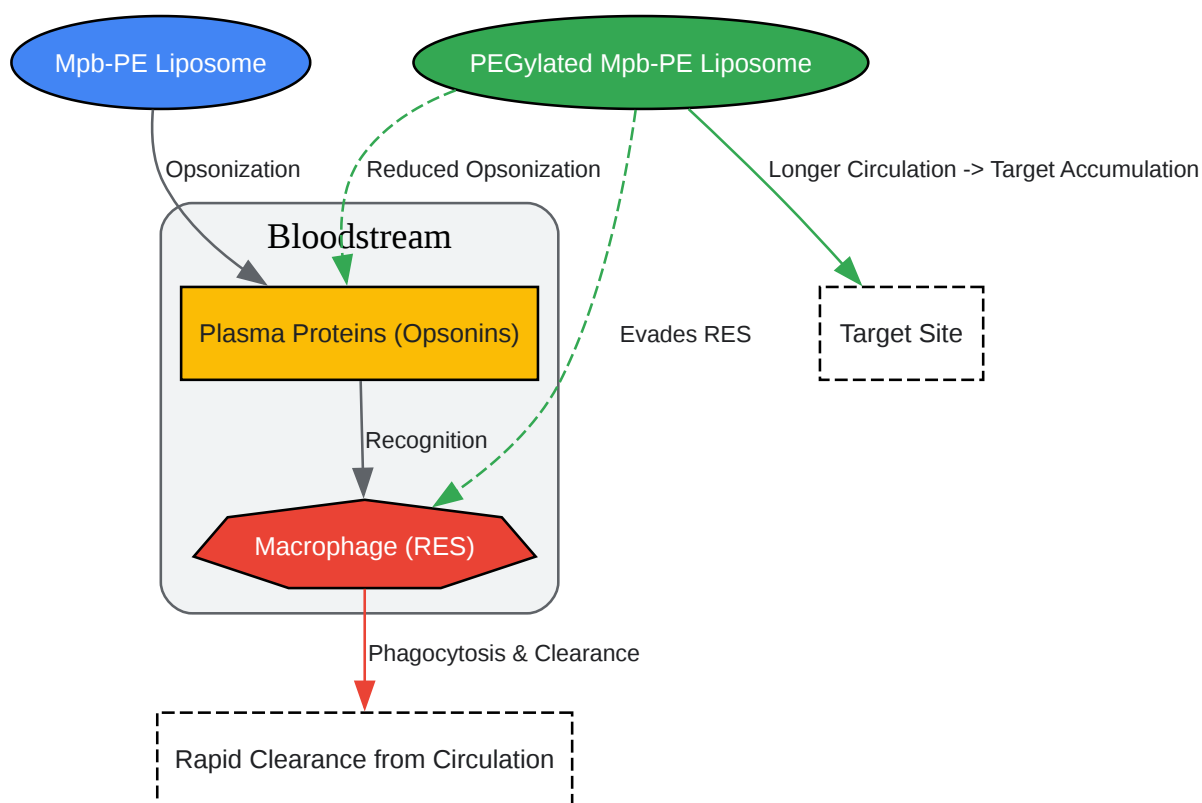 Mpb-PE Liposome
PEGylated Mpb-PE Liposome
Opsonization
Reduced Opsonization
Longer Circulation -> Target Accumulation
Bloodstream
Plasma Proteins (Opsonins)
Evades RES
Target Site
Recognition
Macrophage (RES)
Phagocytosis & Clearance
Rapid Clearance from Circulation